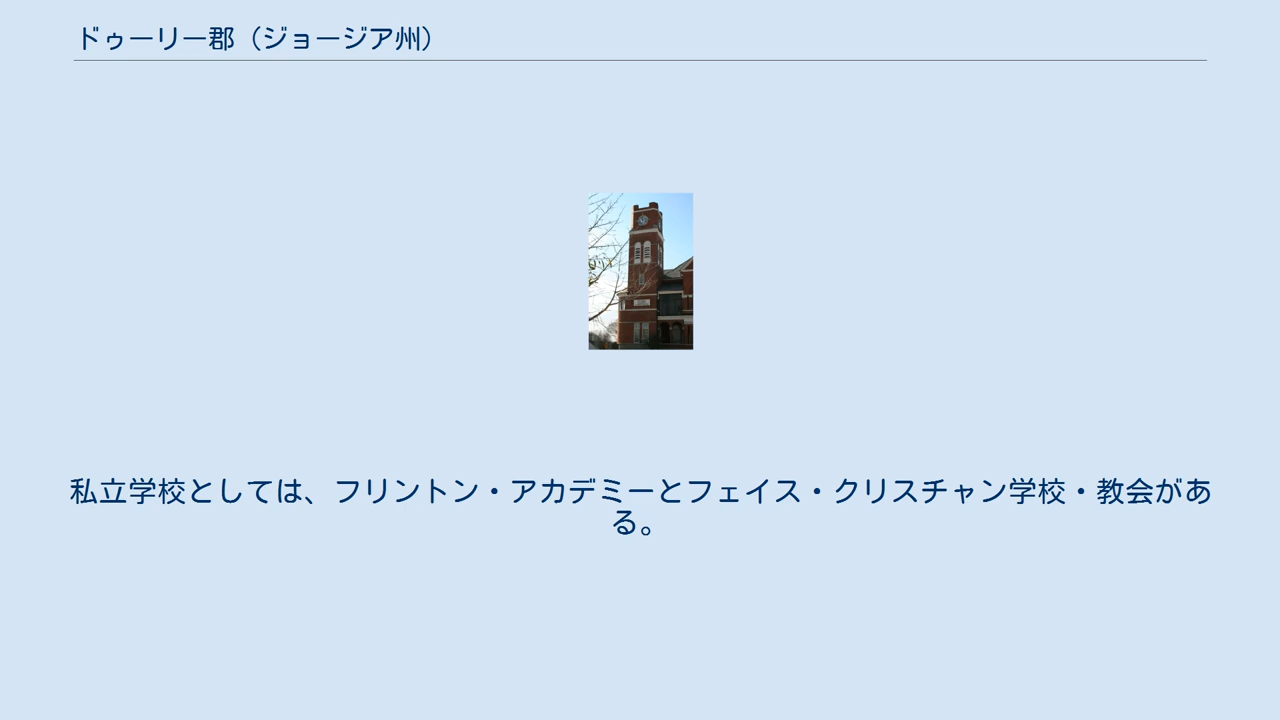 ドゥーリー郡（ジョージア州）
私立学校としては、フリントン・アカデミーとフェイス・クリスチャン学校・教会があ
る。